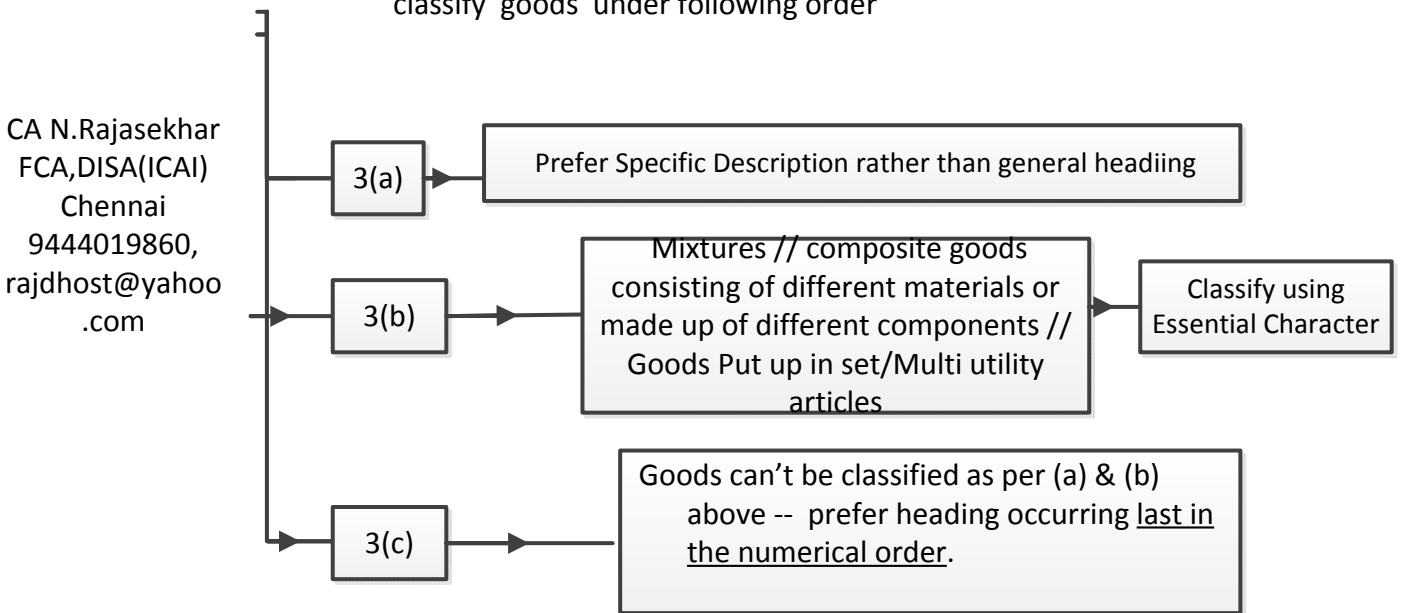 classify goods under following order
CA N.Rajasekhar
FCA,DISA(ICAI)
Chennai
9444019860,
rajdhost@yahoo
.com
3(a)
Prefer Specific Description rather than general headiing
3(b)
Mixtures // composite goods
consisting of different materials or
made up of different components //
Goods Put up in set/Multi utility
articles
Classify using
Essential Character
3(c)
Goods can’t be classified as per (a) & (b)
above -- prefer heading occurring last in
the numerical order.